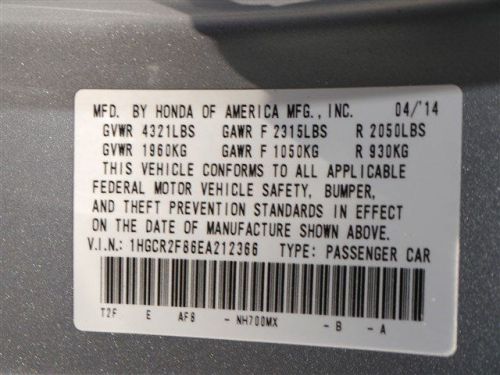 MFD. BY HONDA OF AMERICA MFG., INC. 04/'14
GVWR 4321LBS GAWR F 2315LBS R 2050LBS
GVWR 1960KG GAWR F 1050KG R 930KG
THIS VEHICLE CONFORMS TO ALL APPLICABLE
FEDERAL MOTOR VEHICLE SAFETY, BUMPER,
AND THEFT PREVENTION STANDARDS IN EFFECT
ON THE DATE OF MANUFACTURE SHOWN ABOVE.
V.I.N.: 1HGCR2F86EA212366 TYPE: PASSENGER CAR
T2F E AF8 - NH700MX - B - A